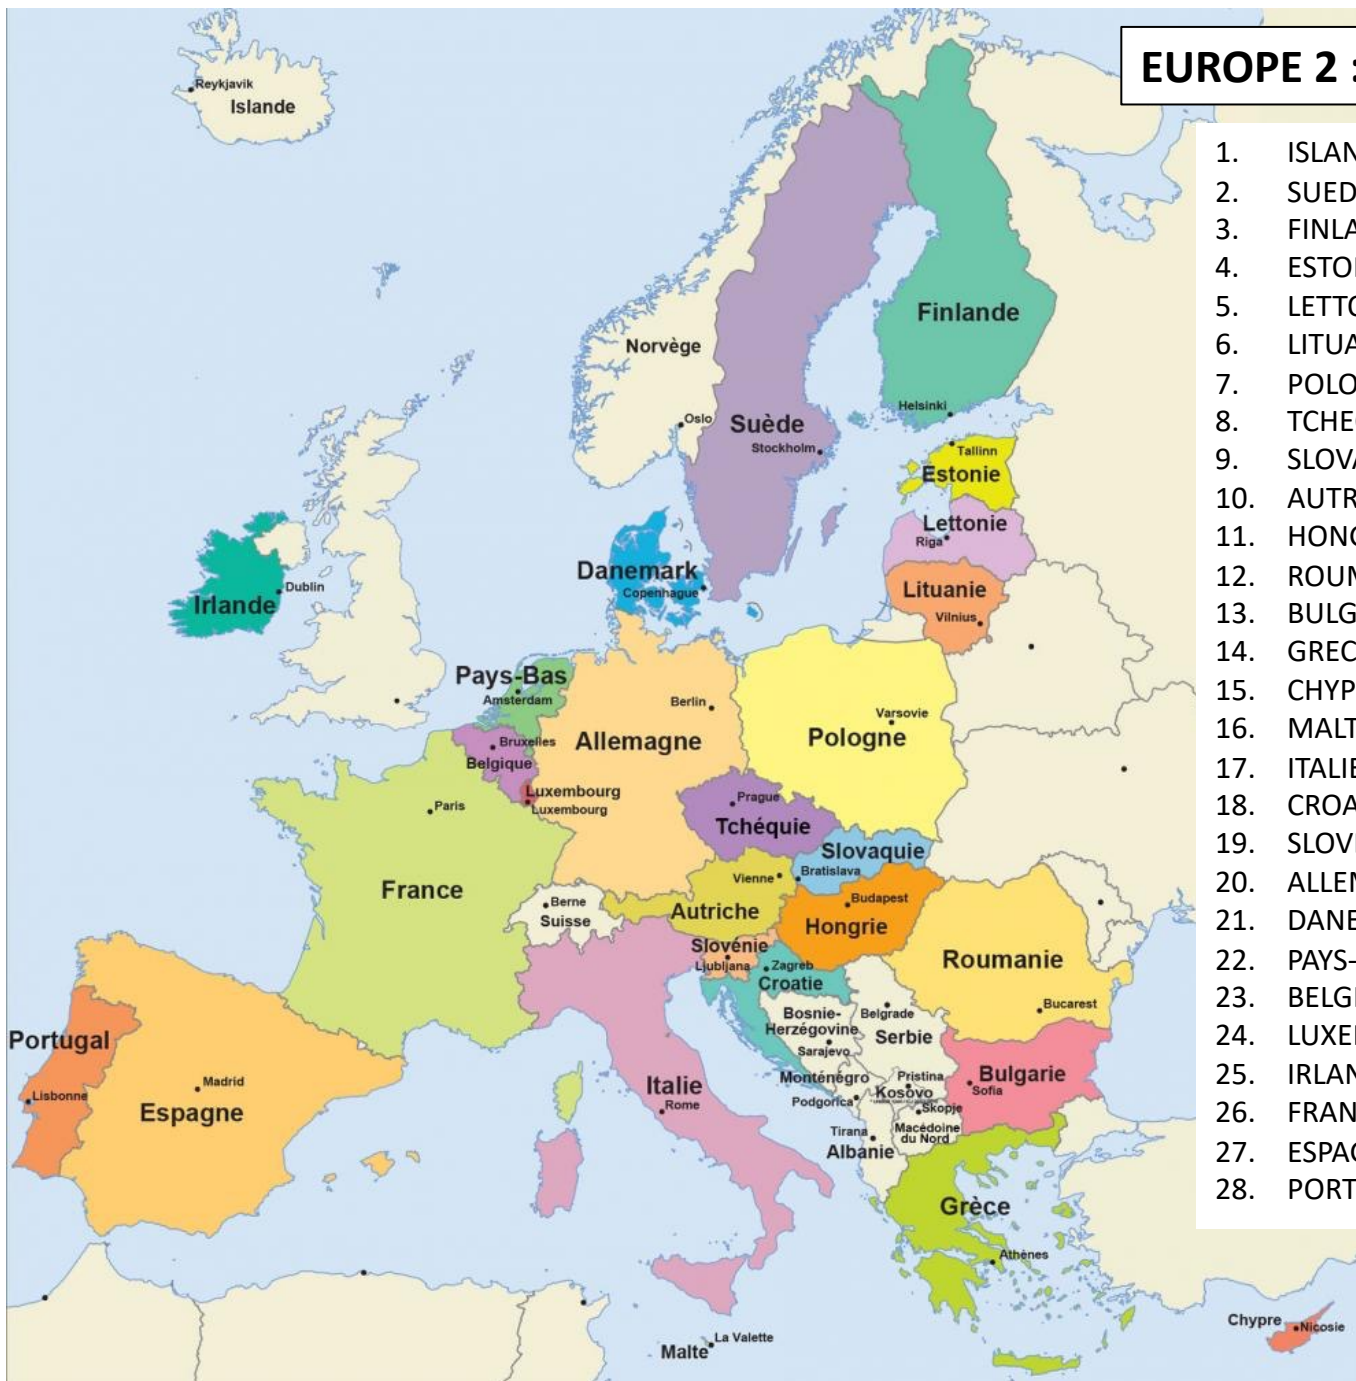 EUROPE 2 :
1. ISLAN
2. SUED
3. FINLA
4. ESTO
5. LETTO
6. LITUA
7. POLO
8. TCHE
9. SLOVA
10. AUTR
11. HONG
12. ROUM
13. BULG
14. GREC
15. CHYP
16. MALT
17. ITALIE
18. CROA
19. SLOV
20. ALLEM
21. DANE
22. PAYS-
23. BELGI
24. LUXE
25. IRLAN
26. FRAN
27. ESPAG
28. PORT
Reykjavik
Islande
Finlande
Norvège
Helsinki
Oslo
Suède
Stockholm
Tallinn
Estonie
Lettonie
Riga
Danemark
Copenhague
Lituanie
Vilnius
Dublin
Irlande
Pays-Bas
Amsterdam
Berlin
Varsovie
Allemagne
Pologne
Bruxelles
Belgique
Luxembourg
Luxembourg
Paris
Prague
Tchéquie
Slovaquie
Bratislava
Vienne
France
Berne
Suisse
Autriche
Budapest
Hongrie
Slovénie
Ljubljana
Zagreb
Croatie
Roumanie
Bucarest
Bosnie-
Herzégovine
Sarajevo
Belgrade
Serbie
Portugal
Lisbonne
Madrid
Espagne
Italie
Rome
Monténégro
Podgorica
Pristina
Kosovo
Bulgarie
Sofia
Skopje
Macédoine
du Nord
Tirana
Albanie
Grèce
Athènes
Chypre
Nicosie
La Valette
Malte